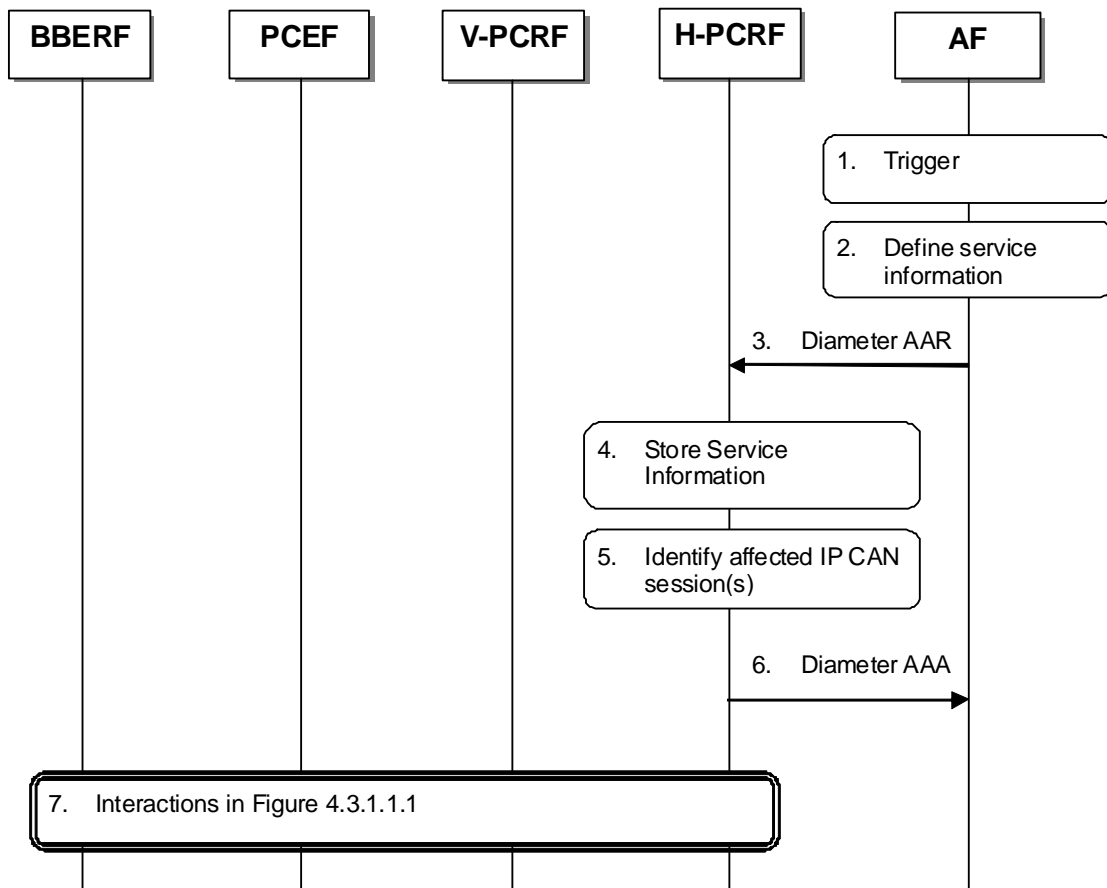 BBERF PCEF V-PCRF H-PCRF AF
1. Trigger
2. Define service
information
3. Diameter AAR
4. Store Service
Information
5. Identify affected IP CAN
session(s)
6. Diameter AAA
7. Interactions in Figure 4.3.1.1.1